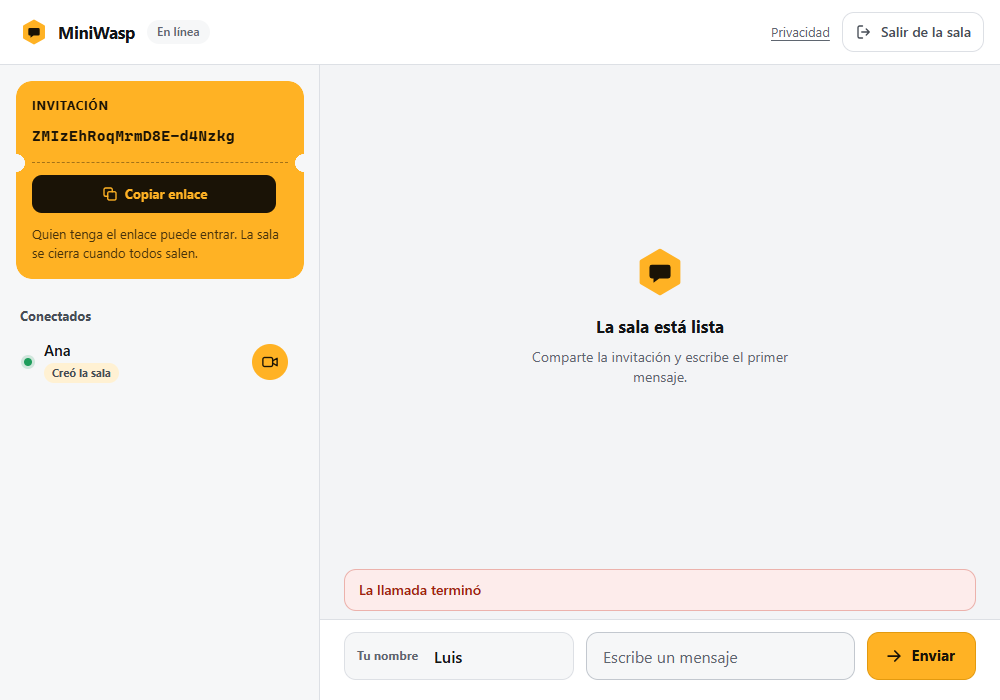 MiniWasp
En línea
Privacidad
Salir de la sala
INVITACIÓN
ZMIzEhRoqMrmD8E-d4Nzkg
Copiar enlace
Quien tenga el enlace puede entrar. La sala
se cierra cuando todos salen.
Conectados
Ana
Creó la sala
La sala está lista
Comparte la invitación y escribe el primer
mensaje.
La llamada terminó
Tu nombre
Luis
Escribe un mensaje
Enviar